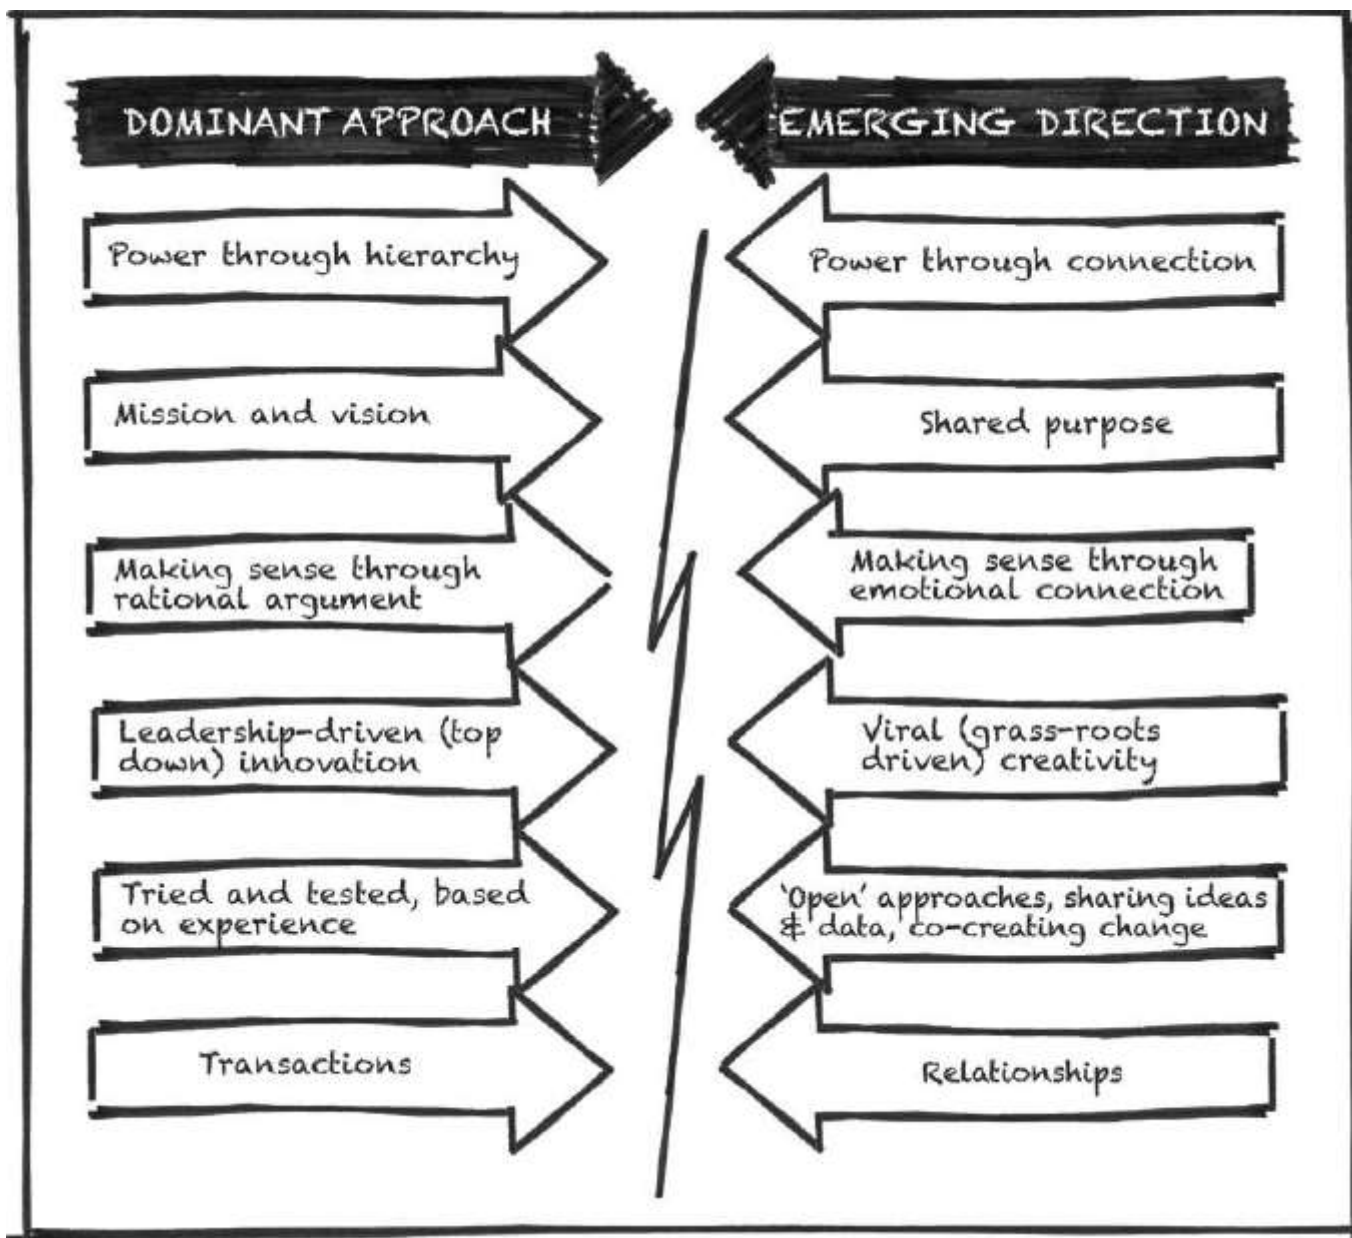 DOMINANT APPROACH
EMERGING DIRECTION
Power through hierarchy
Power through connection
Mission and vision
Shared purpose
Making sense through
rational argument
Making sense through
emotional connection
Leadership-driven (top
down) innovation
Viral (grass-roots
driven) creativity
Tried and tested, based
on experience
'Open' approaches, sharing ideas
& data, co-creating change
Transactions
Relationships